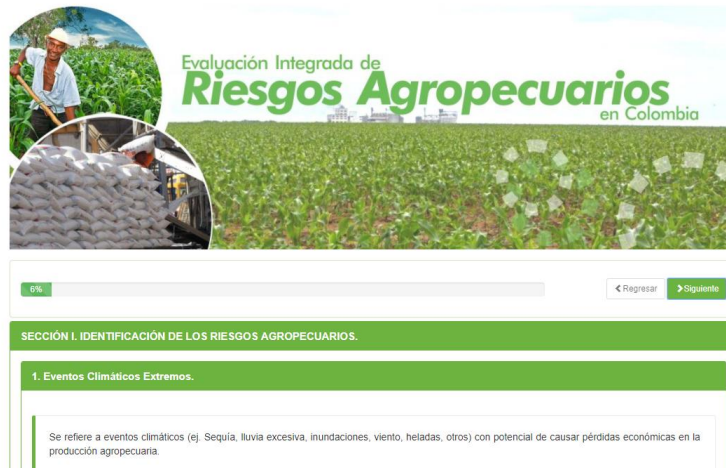 Evaluación Integrada de
Riesgos Agropecuarios
en Colombia
6%
Regresar
Siguiente
SECCIÓN I. IDENTIFICACIÓN DE LOS RIESGOS AGROPECUARIOS.
1. Eventos Climáticos Extremos.
Se refiere a eventos climáticos (ej. Sequía, lluvia excesiva, inundaciones, viento, heladas, otros) con potencial de causar pérdidas económicas en la
producción agropecuaria.